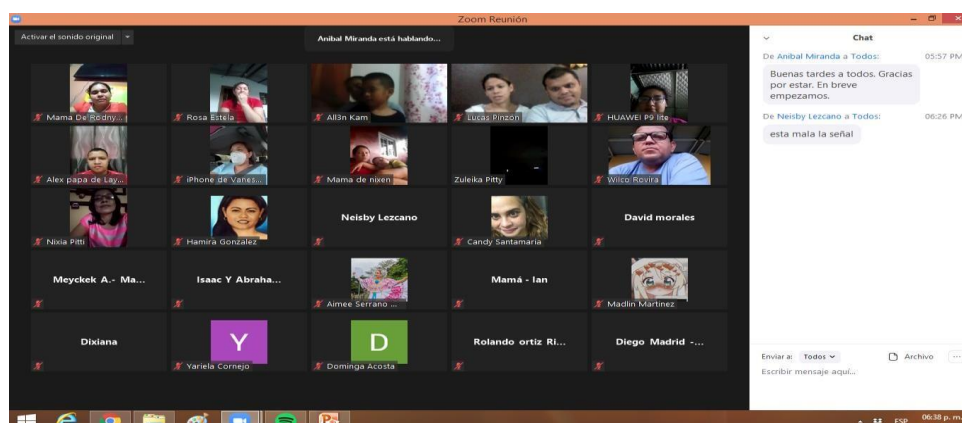 Zoom Reunión
Activar el sonido original
Anibal Miranda está hablando...
Mama De Rodny...
Rosa Estela
All3n Kam
Lucas Pinzón
HUAWEI P9 lite
Alex papa de Lay...
iPhone de Vanes...
Mama de nixen
Zuleika Pitty
Wilco Rovira
Nixia Pitti
Hamira Gonzalez
Neisby Lezcano
Candy Santamaria
David morales
Meyckek A.- Ma...
Isaac Y Abraha...
Aimee Serrano ...
Mamá - Ian
Madlin Martinez
Dixiana
Y
Yariela Cornejo
D
Dominga Acosta
Rolando ortiz Ri...
Diego Madrid -...
Chat
De Anibal Miranda a Todos: 05:57 PM
Buenas tardes a todos. Gracias
por estar. En breve
empezamos.
De Neisby Lezcano a Todos: 06:26 PM
esta mala la señal
Enviar a: Todos
Archivo
Escribir mensaje aquí...
ESP
06:38 p. m.